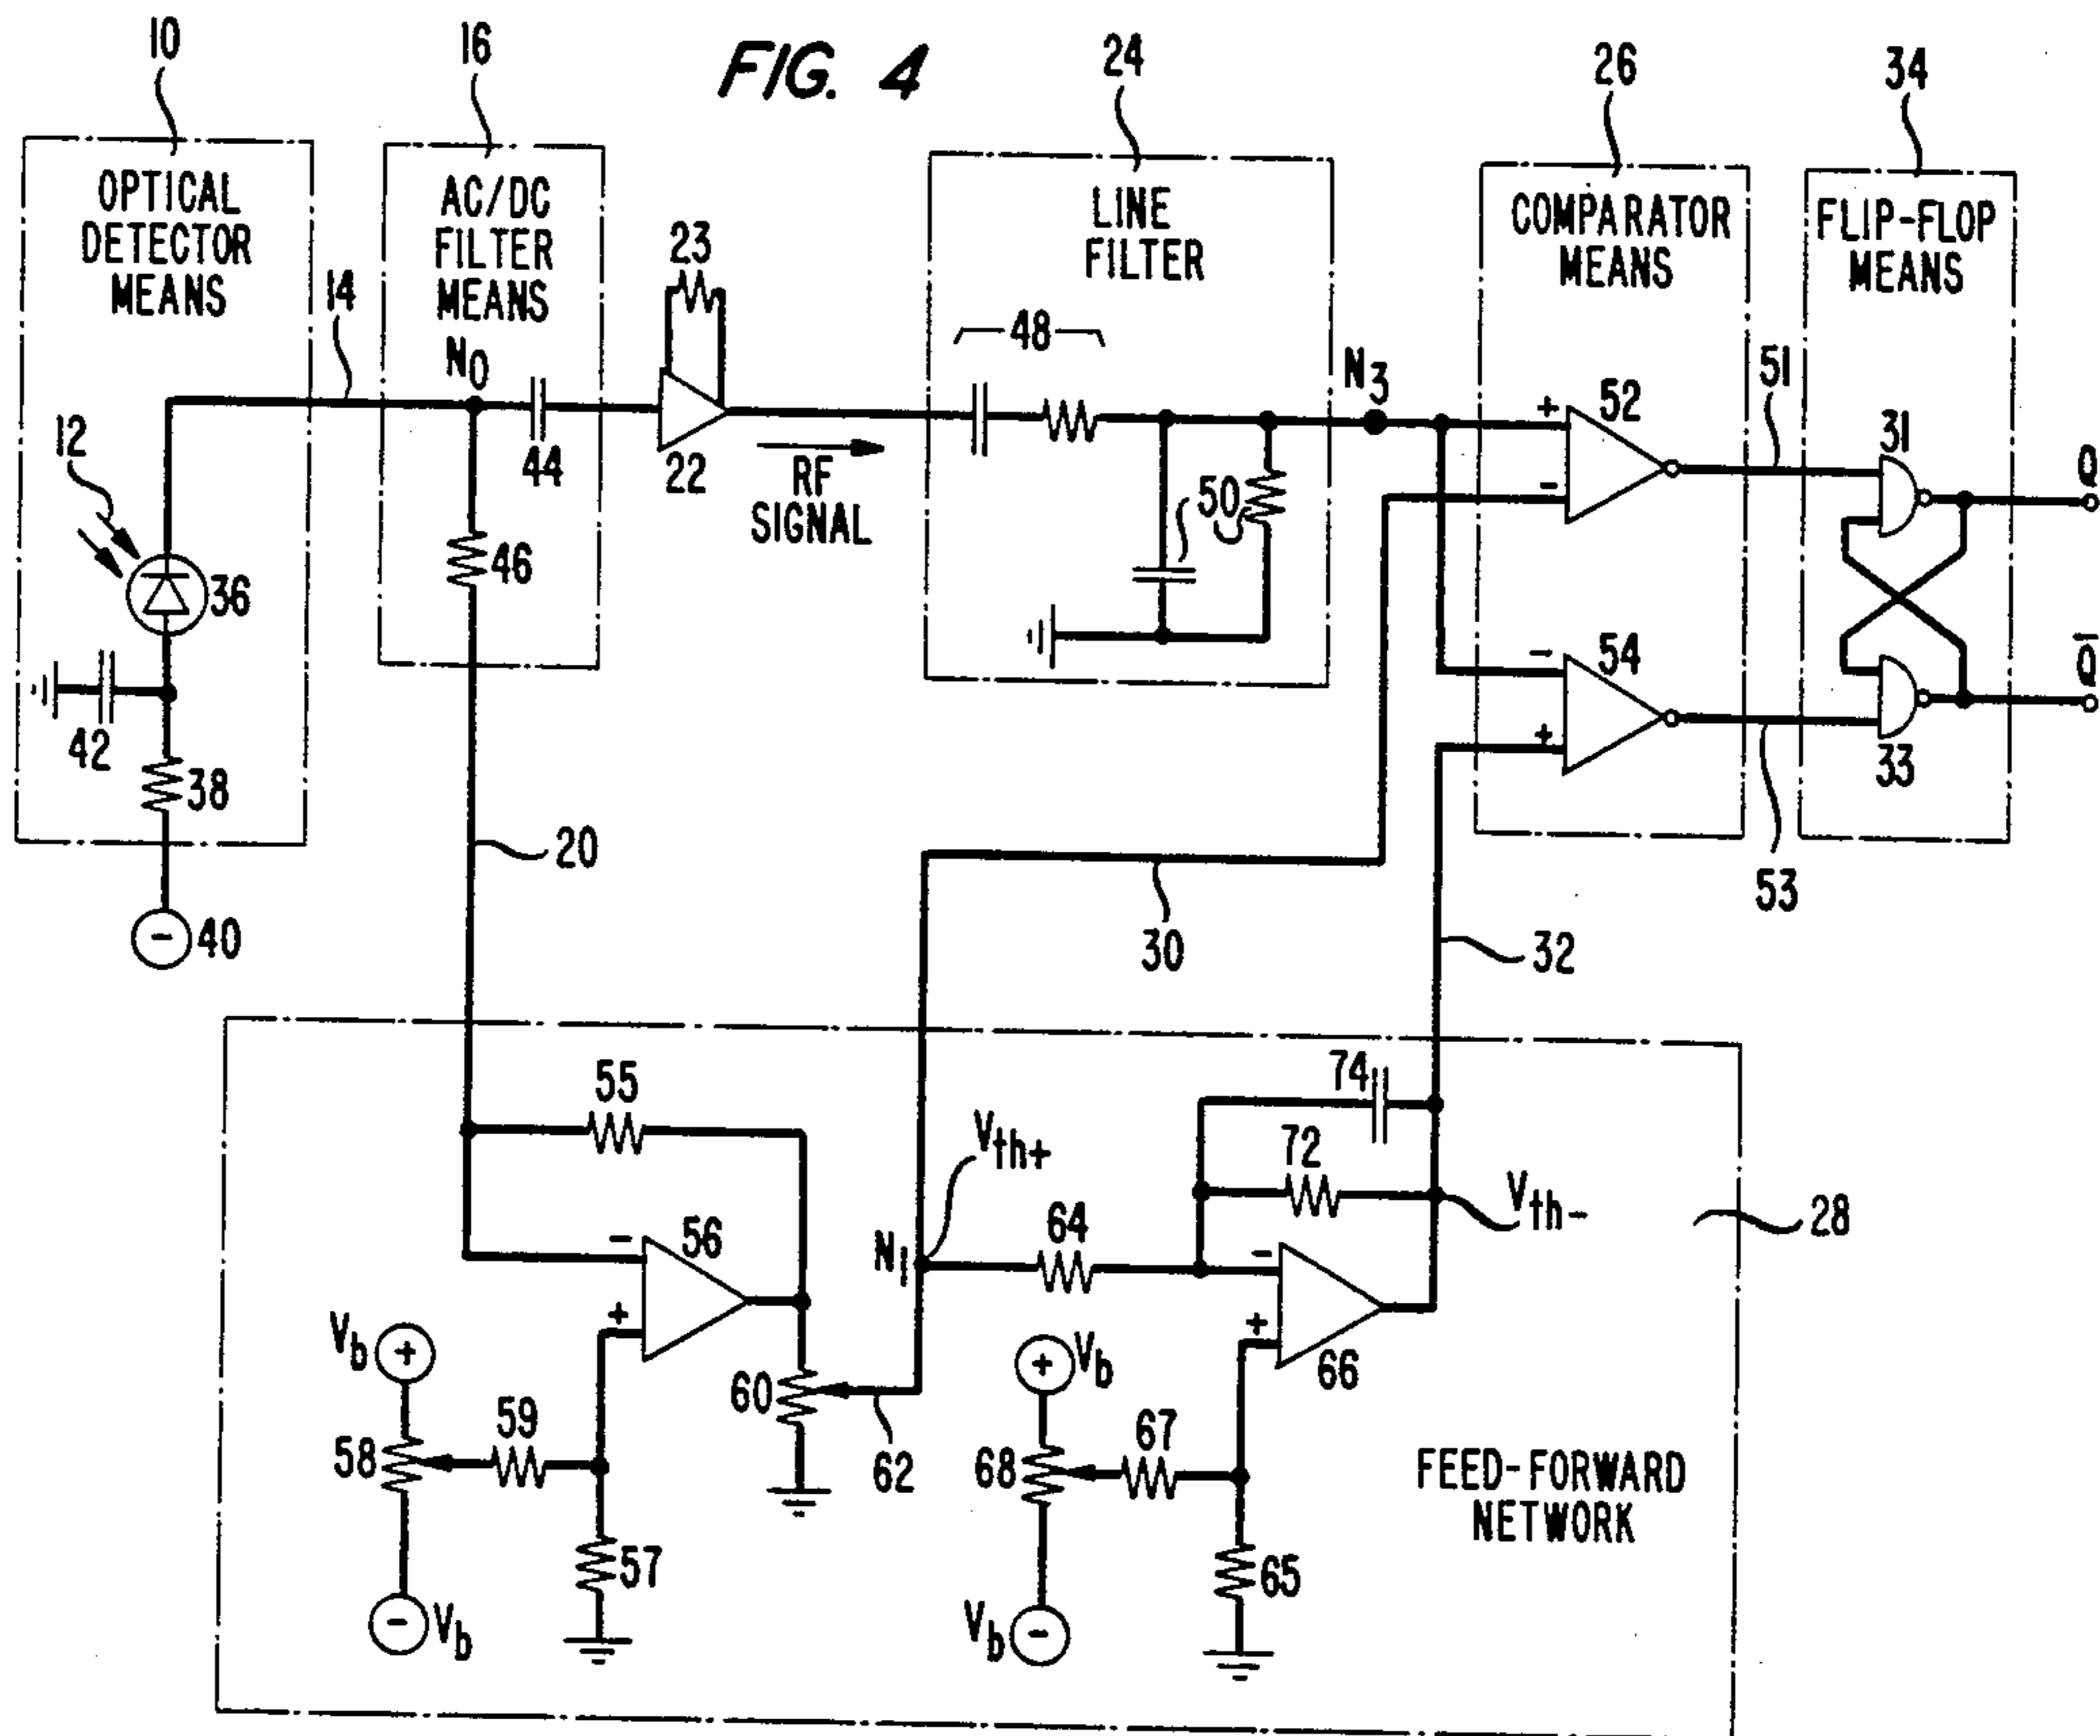 FIG. 4
10
16
24
26
34
OPTICAL
DETECTOR
MEANS
AC/DC
FILTER
MEANS
LINE
FILTER
COMPARATOR
MEANS
FLIP-FLOP
MEANS
14
N0
23
48
N3
51
12
44
22
RF
SIGNAL
50
+
52
-
31
Q
36
46
-
54
+
33
Q̅
42
38
53
-
40
20
30
32
55
74
72
Vth+
Vth-
28
64
N1
-
56
+
-
66
+
Vb
+
60
62
+
Vb
58
59
68
67
57
65
-
Vb
Vb
-
FEED-FORWARD
NETWORK